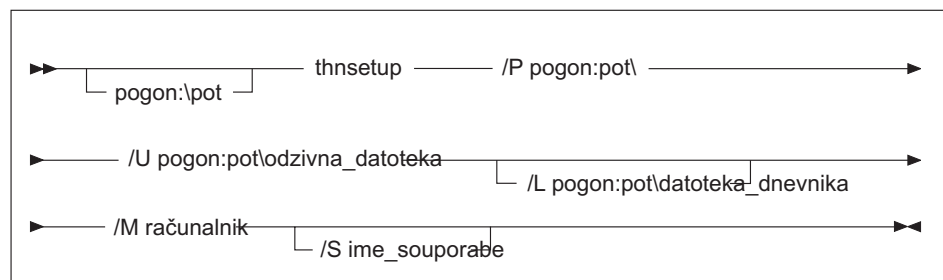 thnsetup /P pogon:pot\
pogon:\pot
/U pogon:pot\odzivna_datoteka
/L pogon:pot\datoteka_dnevnika
/M računalnik
/S ime_souporabe